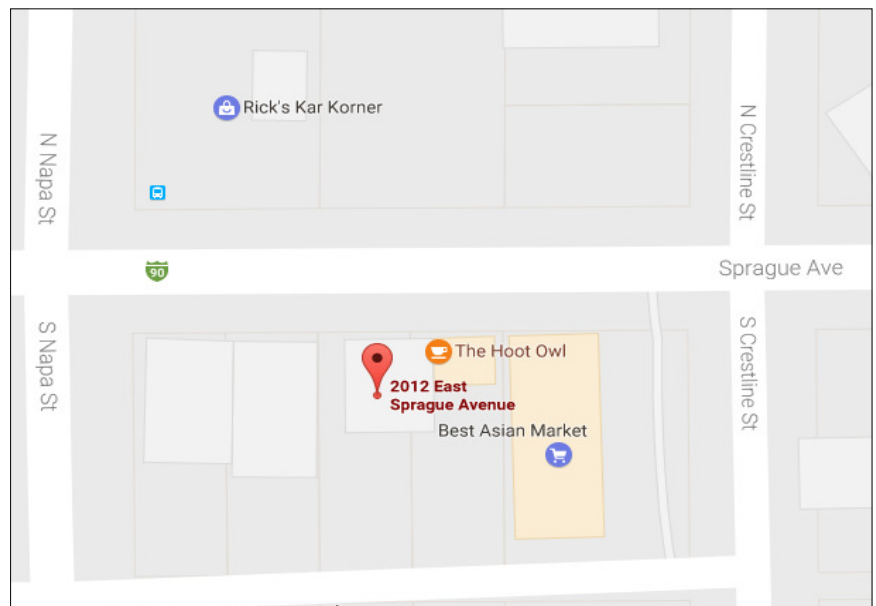 Rick's Kar Korner
N Napa St
N Crestline St
90
Sprague Ave
S Napa St
S Crestline St
The Hoot Owl
2012 East
Sprague Avenue
Best Asian Market